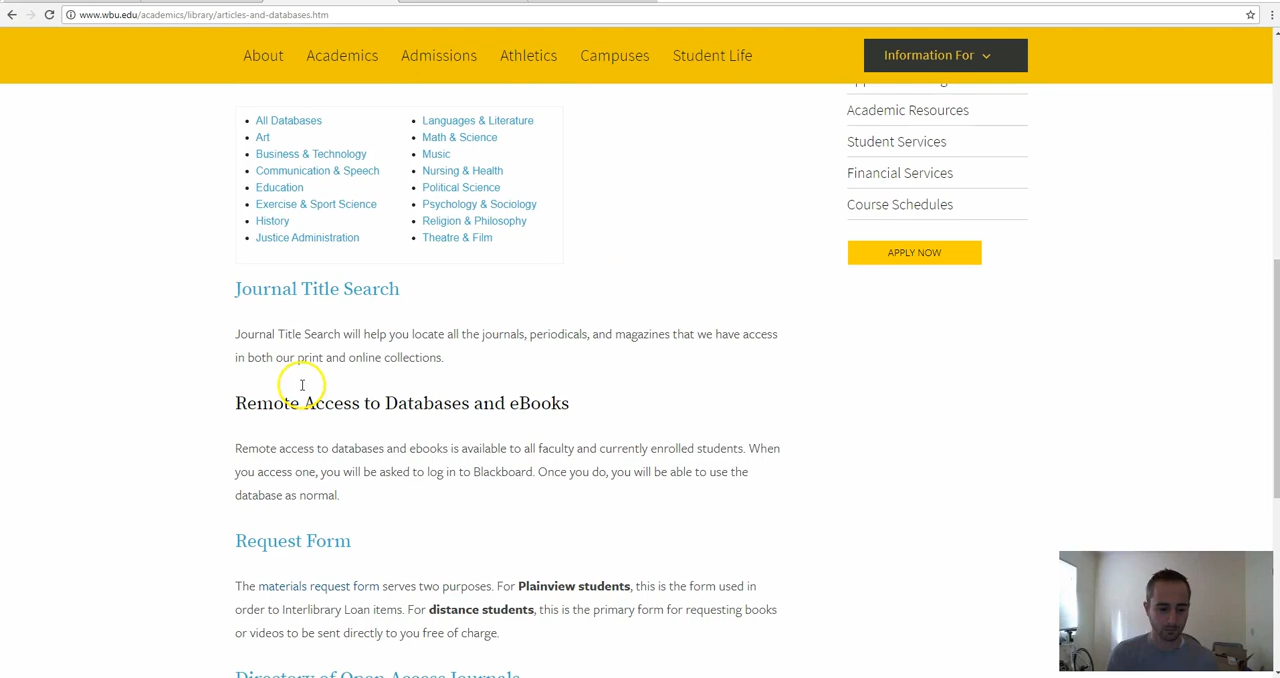 www.wbu.edu/academics/library/articles-and-databases.htm
About Academics Admissions Athletics Campuses Student Life Information For
All Databases
Art
Business & Technology
Communication & Speech
Education
Exercise & Sport Science
History
Justice Administration
Languages & Literature
Math & Science
Music
Nursing & Health
Political Science
Psychology & Sociology
Religion & Philosophy
Theatre & Film
Journal Title Search
Journal Title Search will help you locate all the journals, periodicals, and magazines that we have access
in both our print and online collections.
Remote Access to Databases and eBooks
Remote access to databases and ebooks is available to all faculty and currently enrolled students. When
you access one, you will be asked to log in to Blackboard. Once you do, you will be able to use the
database as normal.
Request Form
The materials request form serves two purposes. For Plainview students, this is the form used in
order to Interlibrary Loan items. For distance students, this is the primary form for requesting books
or videos to be sent directly to you free of charge.
Directory of Open Access Journals
Academic Resources
Student Services
Financial Services
Course Schedules
APPLY NOW